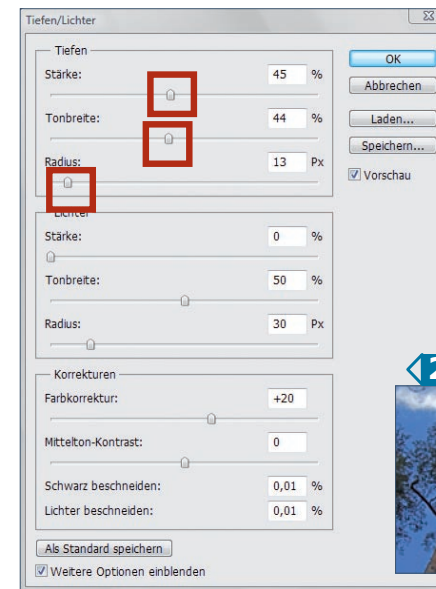 Tiefen/Lichter
Tiefen
Stärke: 45 %
Tonbreite: 44 %
Radius: 13 Px
Lichter
Stärke: 0 %
Tonbreite: 50 %
Radius: 30 Px
Korrekturen
Farbkorrektur: +20
Mittelton-Kontrast: 0
Schwarz beschneiden: 0,01 %
Lichter beschneiden: 0,01 %
Als Standard speichern
Weitere Optionen einblenden
OK
Abbrechen
Laden...
Speichern...
Vorschau
2